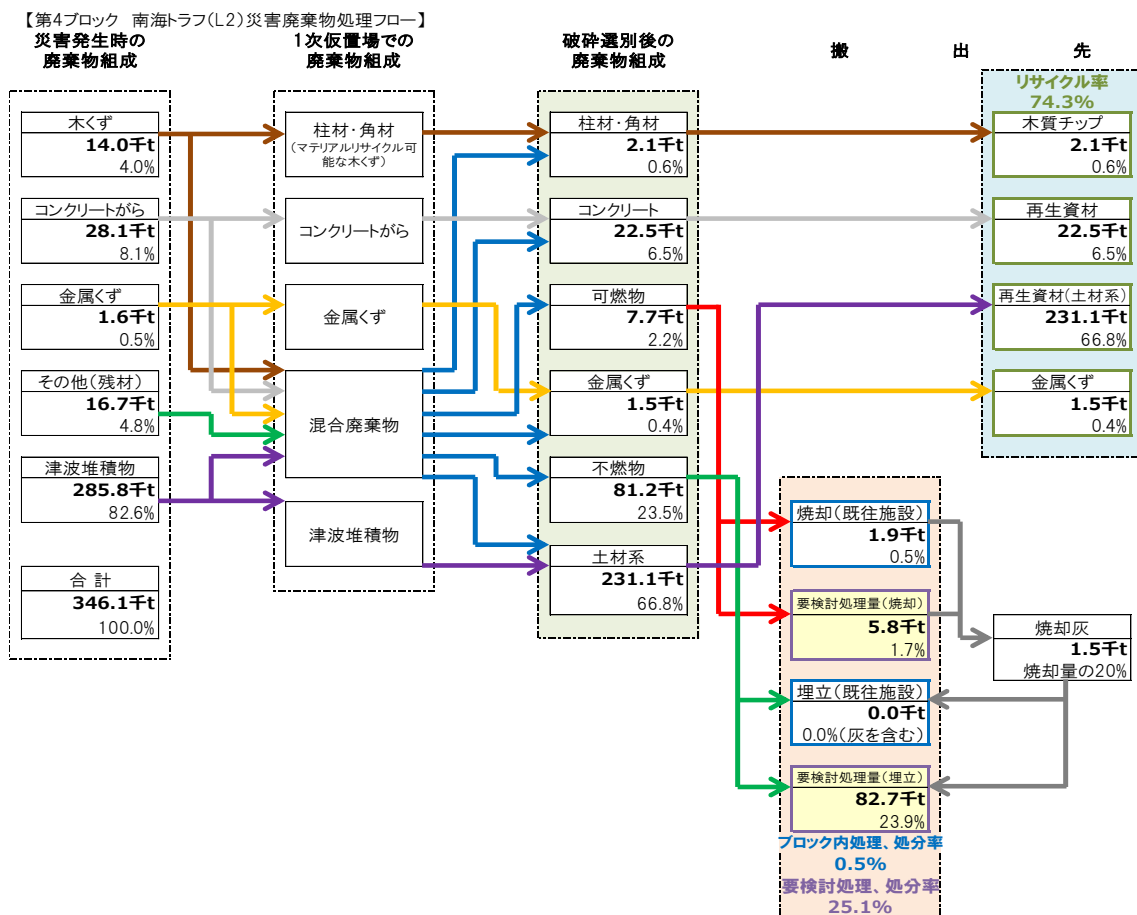 【第4ブロック 南海トラフ(L2)災害廃棄物処理フロー】
災害発生時の
廃棄物組成
1次仮置場での
廃棄物組成
破砕選別後の
廃棄物組成
搬 出 先
木くず
14.0千t
4.0%
コンクリートがら
28.1千t
8.1%
金属くず
1.6千t
0.5%
その他(残材)
16.7千t
4.8%
津波堆積物
285.8千t
82.6%
合 計
346.1千t
100.0%
柱材・角材
(マテリアルリサイクル可
能な木くず)
コンクリートがら
金属くず
混合廃棄物
津波堆積物
柱材・角材
2.1千t
0.6%
コンクリート
22.5千t
6.5%
可燃物
7.7千t
2.2%
金属くず
1.5千t
0.4%
不燃物
81.2千t
23.5%
土材系
231.1千t
66.8%
リサイクル率
74.3%
木質チップ
2.1千t
0.6%
再生資材
22.5千t
6.5%
再生資材(土材系)
231.1千t
66.8%
金属くず
1.5千t
0.4%
焼却(既往施設)
1.9千t
0.5%
要検討処理量(焼却)
5.8千t
1.7%
埋立(既往施設)
0.0千t
0.0%(灰を含む)
要検討処理量(埋立)
82.7千t
23.9%
ブロック内処理、処分率
0.5%
要検討処理、処分率
25.1%
焼却灰
1.5千t
焼却量の20%